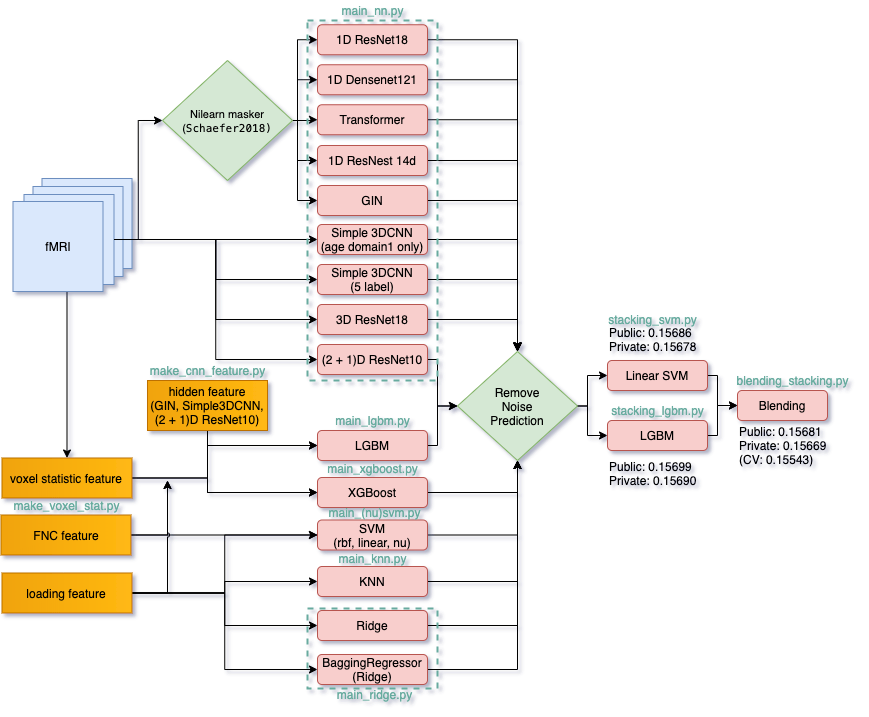 main_nn.py
1D ResNet18
1D Densenet121
Nilearn masker
(Schaefer2018)
Transformer
1D ResNest 14d
GIN
fMRI
Simple 3DCNN
(age domain1 only)
Simple 3DCNN
(5 label)
3D ResNet18
(2 + 1)D ResNet10
make_cnn_feature.py
hidden feature
(GIN, Simple3DCNN,
(2 + 1)D ResNet10)
Remove
Noise
Prediction
stacking_svm.py
Public: 0.15686
Private: 0.15678
Linear SVM
stacking_lgbm.py
LGBM
Public: 0.15699
Private: 0.15690
blending_stacking.py
Blending
Public: 0.15681
Private: 0.15669
(CV: 0.15543)
main_lgbm.py
LGBM
main_xgboost.py
XGBoost
voxel statistic feature
make_voxel_stat.py
FNC feature
loading feature
main_(nu)svm.py
SVM
(rbf, linear, nu)
main_knn.py
KNN
Ridge
BaggingRegressor
(Ridge)
main_ridge.py